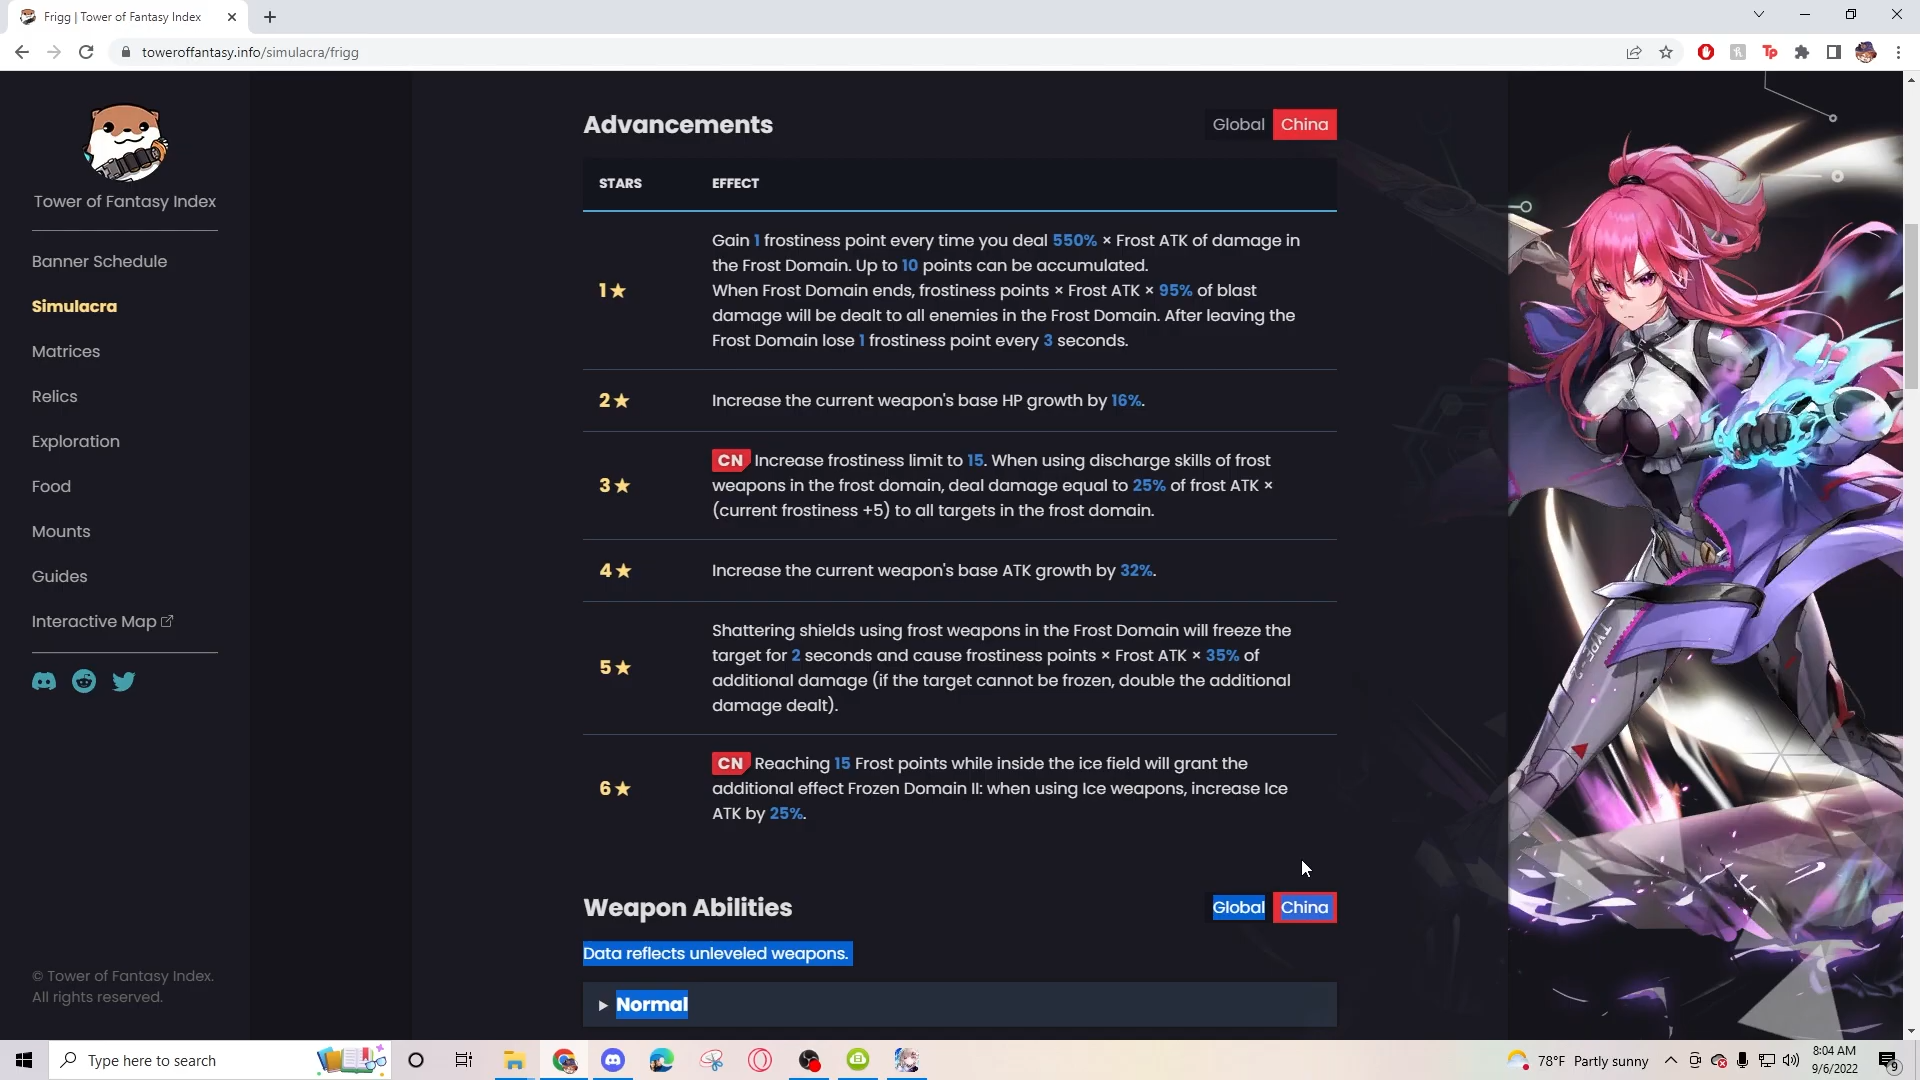 Frigg | Tower of Fantasy Index
toweroffantasy.info/simulacra/frigg
Tp
Tower of Fantasy Index
Banner Schedule
Simulacra
Matrices
Relics
Exploration
Food
Mounts
Guides
Interactive Map
© Tower of Fantasy Index.
All rights reserved.
Advancements
Global China
STARS EFFECT
1★
Gain 1 frostiness point every time you deal 550% × Frost ATK of damage in
the Frost Domain. Up to 10 points can be accumulated.
When Frost Domain ends, frostiness points × Frost ATK × 95% of blast
damage will be dealt to all enemies in the Frost Domain. After leaving the
Frost Domain lose 1 frostiness point every 3 seconds.
2★ Increase the current weapon's base HP growth by 16%.
3★
CN Increase frostiness limit to 15. When using discharge skills of frost
weapons in the frost domain, deal damage equal to 25% of frost ATK ×
(current frostiness +5) to all targets in the frost domain.
4★ Increase the current weapon's base ATK growth by 32%.
5★
Shattering shields using frost weapons in the Frost Domain will freeze the
target for 2 seconds and cause frostiness points × Frost ATK × 35% of
additional damage (if the target cannot be frozen, double the additional
damage dealt).
6★
CN Reaching 15 Frost points while inside the ice field will grant the
additional effect Frozen Domain II: when using Ice weapons, increase Ice
ATK by 25%.
Weapon Abilities
Global China
Data reflects unleveled weapons.
Normal
Type here to search
78°F Partly sunny
8:04 AM
9/6/2022
9